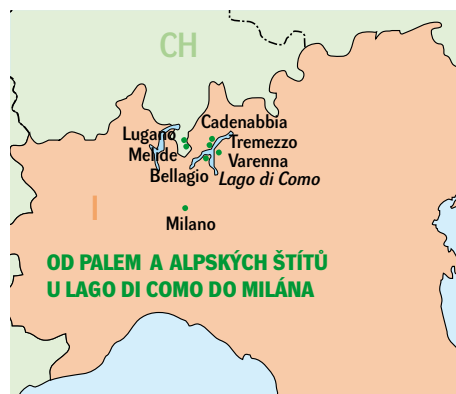 CH
Cadenabbia
Lugano
Tremezzo
Melide
Varenna
Bellagio
Lago di Como
I
Milano
OD PALEM A ALPSKÝCH ŠTÍTŮ
U LAGO DI COMO DO MILÁNA